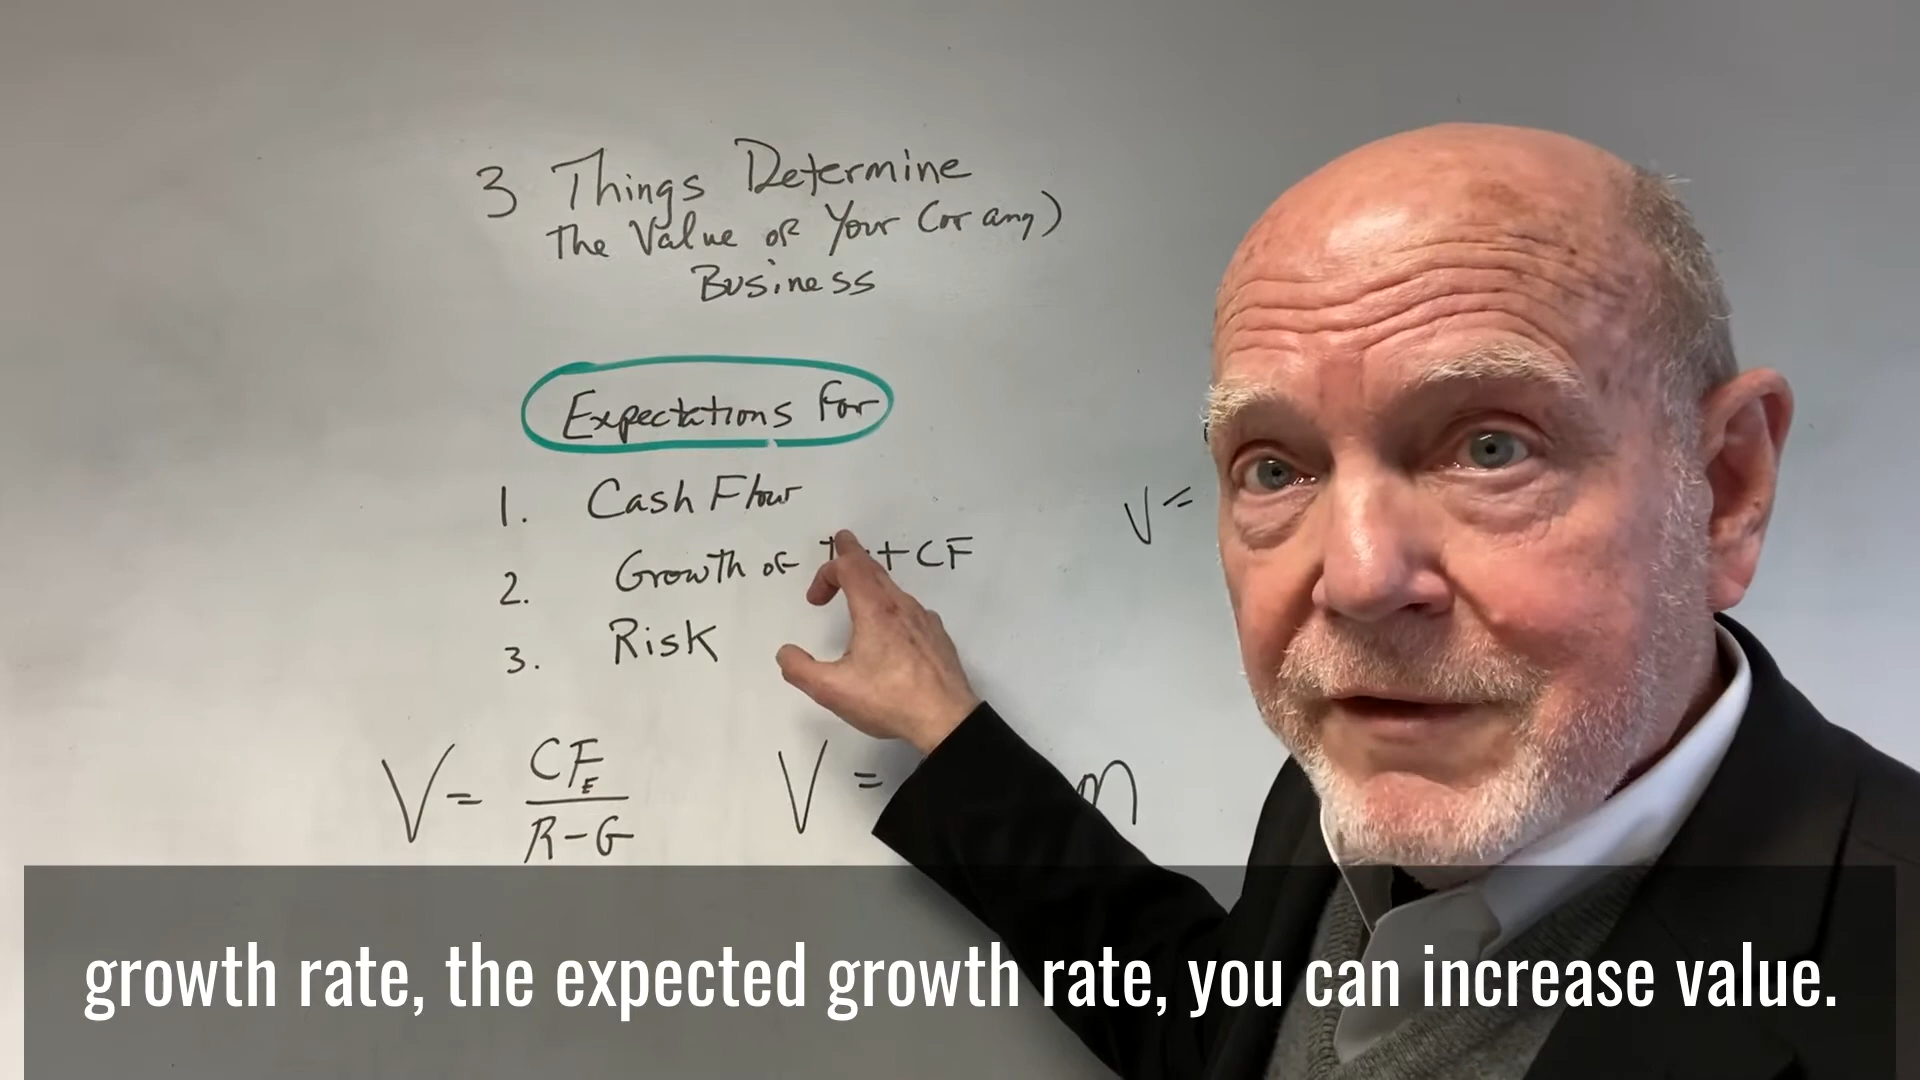 3 Things Determine
The Value of Your (or any)
Business
Expectations For
1. Cash Flow
2. Growth of CF
3. Risk
V=
V= CF_E / R-G
V = m
growth rate, the expected growth rate, you can increase value.